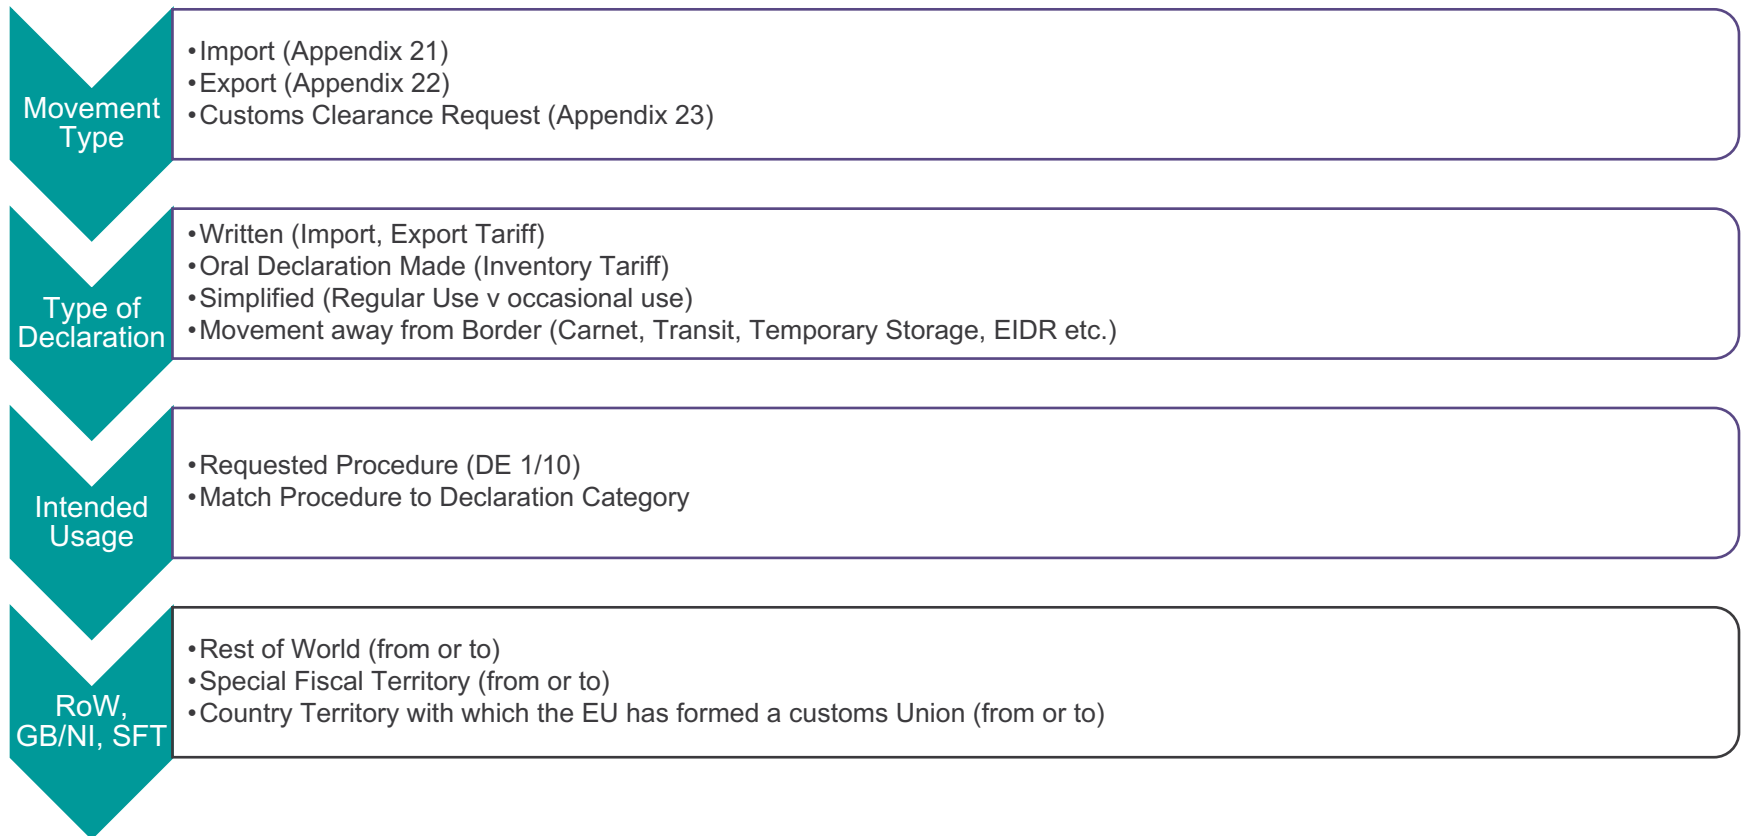 Movement
Type
•Import (Appendix 21)
•Export (Appendix 22)
•Customs Clearance Request (Appendix 23)
Type of
Declaration
•Written (Import, Export Tariff)
•Oral Declaration Made (Inventory Tariff)
•Simplified (Regular Use v occasional use)
•Movement away from Border (Carnet, Transit, Temporary Storage, EIDR etc.)
Intended
Usage
•Requested Procedure (DE 1/10)
•Match Procedure to Declaration Category
RoW,
GB/NI, SFT
•Rest of World (from or to)
•Special Fiscal Territory (from or to)
•Country Territory with which the EU has formed a customs Union (from or to)